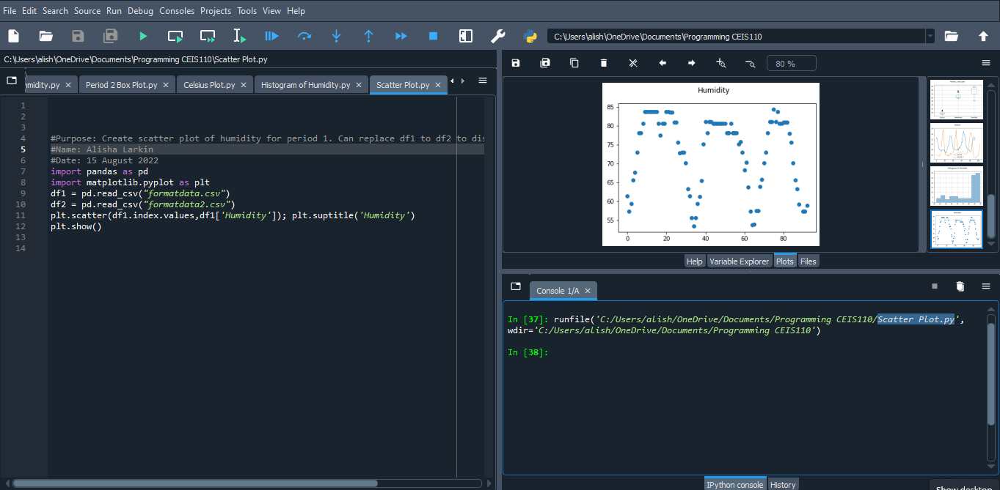 File Edit Search Source Run Debug Consoles Projects Tools View Help
C:\Users\alish\OneDrive\Documents\Programming CEIS110
C:\Users\alish\OneDrive\Documents\Programming CEIS110\Scatter Plot.py
midity.py Period 2 Box Plot.py Celsius Plot.py Histogram of Humidity.py Scatter Plot.py
1
2
3
4 #Purpose: Create scatter plot of humidity for period 1. Can replace df1 to df2 to dis
5 #Name: Alisha Larkin
6 #Date: 15 August 2022
7 import pandas as pd
8 import matplotlib.pyplot as plt
9 df1 = pd.read_csv("formatdata.csv")
10 df2 = pd.read_csv("formatdata2.csv")
11 plt.scatter(df1.index.values,df1['Humidity']); plt.suptitle('Humidity')
12 plt.show()
13
14
80 %
Humidity
85
80
75
70
65
60
55
0 20 40 60 80
Help Variable Explorer Plots Files
Console 1/A
In [37]: runfile('C:/Users/alish/OneDrive/Documents/Programming CEIS110/Scatter Plot.py',
wdir='C:/Users/alish/OneDrive/Documents/Programming CEIS110')
In [38]:
IPython console History
Show desktop